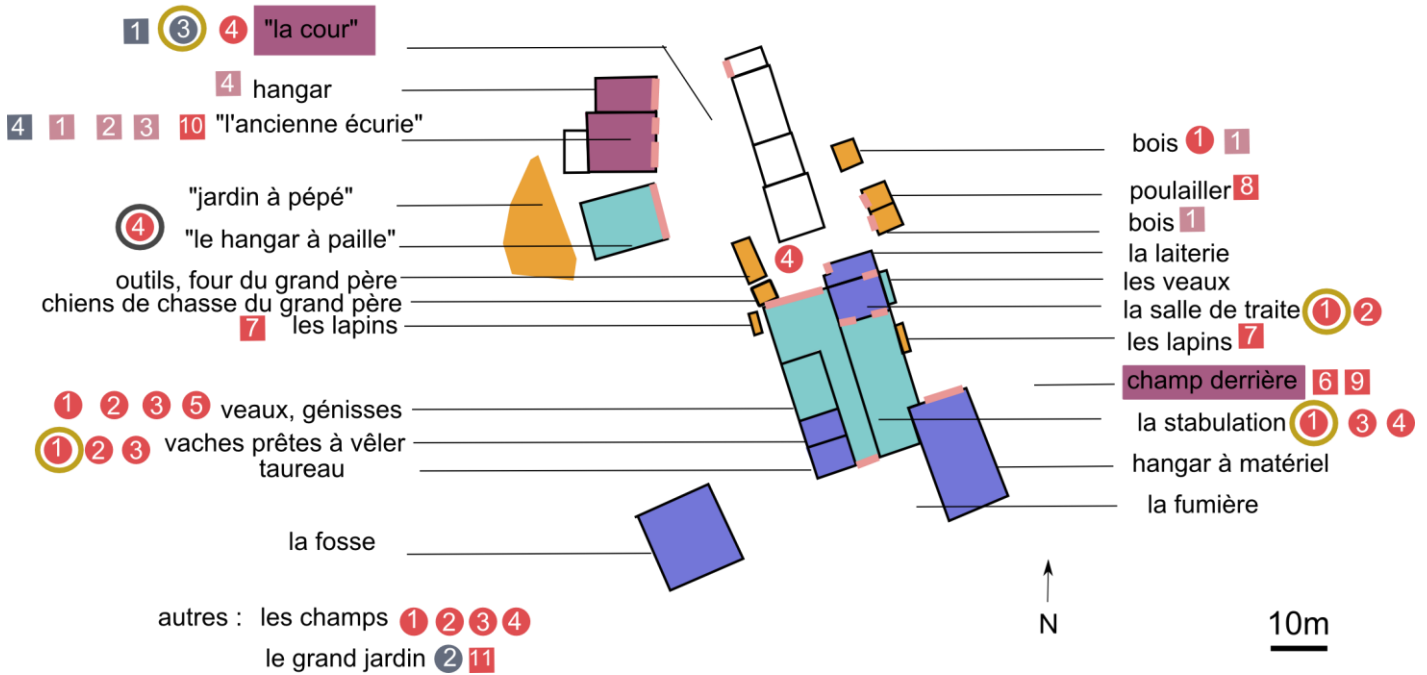 1 3 4 "la cour"
4 hangar
4 1 2 3 10 "l'ancienne écurie"
"jardin à pépé"
4 "le hangar à paille"
outils, four du grand père
chiens de chasse du grand père
7 les lapins
1 2 3 5 veaux, génisses
1 2 3 vaches prêtes à vêler
taureau
la fosse
autres : les champs 1 2 3 4
le grand jardin 2 11
4
bois 1 1
poulailler 8
bois 1
la laiterie
les veaux
la salle de traite 1 2
les lapins 7
champ derrière 6 9
la stabulation 1 3 4
hangar à matériel
la fumière
N
10m